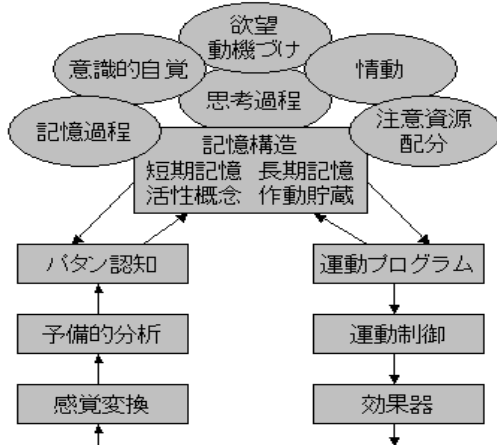 欲望
動機づけ
意識的自覚
情動
思考過程
記憶過程
注意資源
配分
記憶構造
短期記憶 長期記憶
活性概念 作動貯蔵
パタン認知
運動プログラム
予備的分析
運動制御
感覚変換
効果器